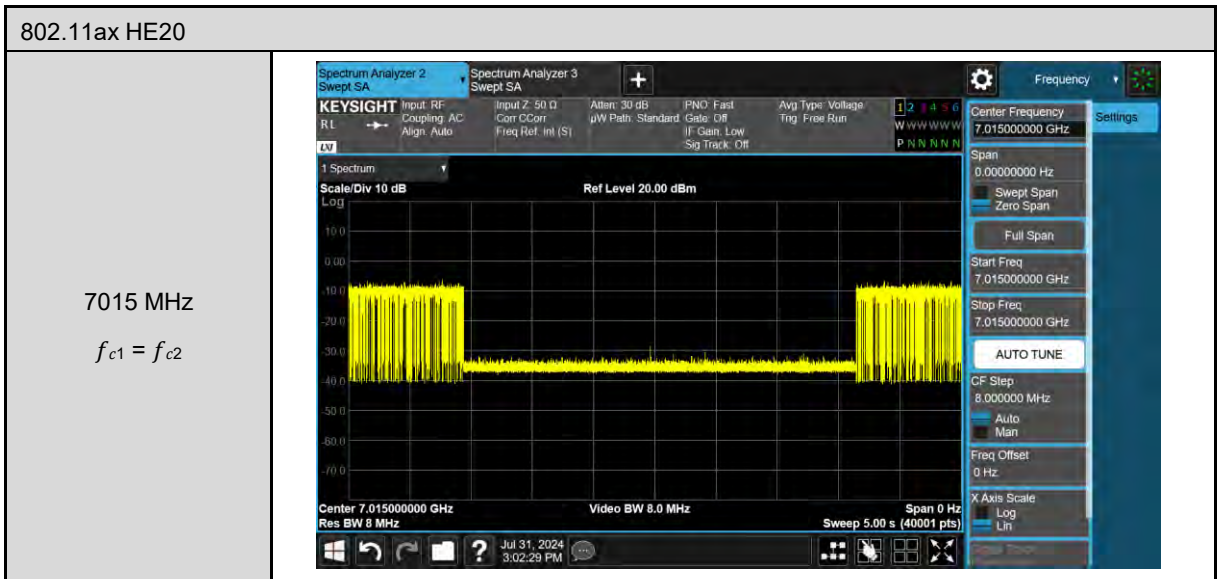 802.11ax HE20
7015 MHz
fc1 = fc2
Spectrum Analyzer 2
Swept SA
Spectrum Analyzer 3
Swept SA
+
Frequency
KEYSIGHT
RL
LXI
Input: RF
Coupling: AC
Align: Auto
Input Z: 50 Ω
Corr CCorr
Freq Ref: Int (S)
Atten: 30 dB
µW Path: Standard
PNO: Fast
Gate: Off
IF Gain: Low
Sig Track: Off
Avg Type: Voltage
Trig: Free Run
1 2 3 4 5 6
W W W W W W
P N N N N N
1 Spectrum
Scale/Div 10 dB
Ref Level 20.00 dBm
Log
10.0
0.00
-10.0
-20.0
-30.0
-40.0
-50.0
-60.0
-70.0
Center 7.015000000 GHz
Video BW 8.0 MHz
Span 0 Hz
Res BW 8 MHz
Sweep 5.00 s (40001 pts)
Jul 31, 2024
3:02:29 PM
?
Center Frequency
7.015000000 GHz
Settings
Span
0.00000000 Hz
Swept Span
Zero Span
Full Span
Start Freq
7.015000000 GHz
Stop Freq
7.015000000 GHz
AUTO TUNE
CF Step
8.000000 MHz
Auto
Man
Freq Offset
0 Hz
X Axis Scale
Log
Lin